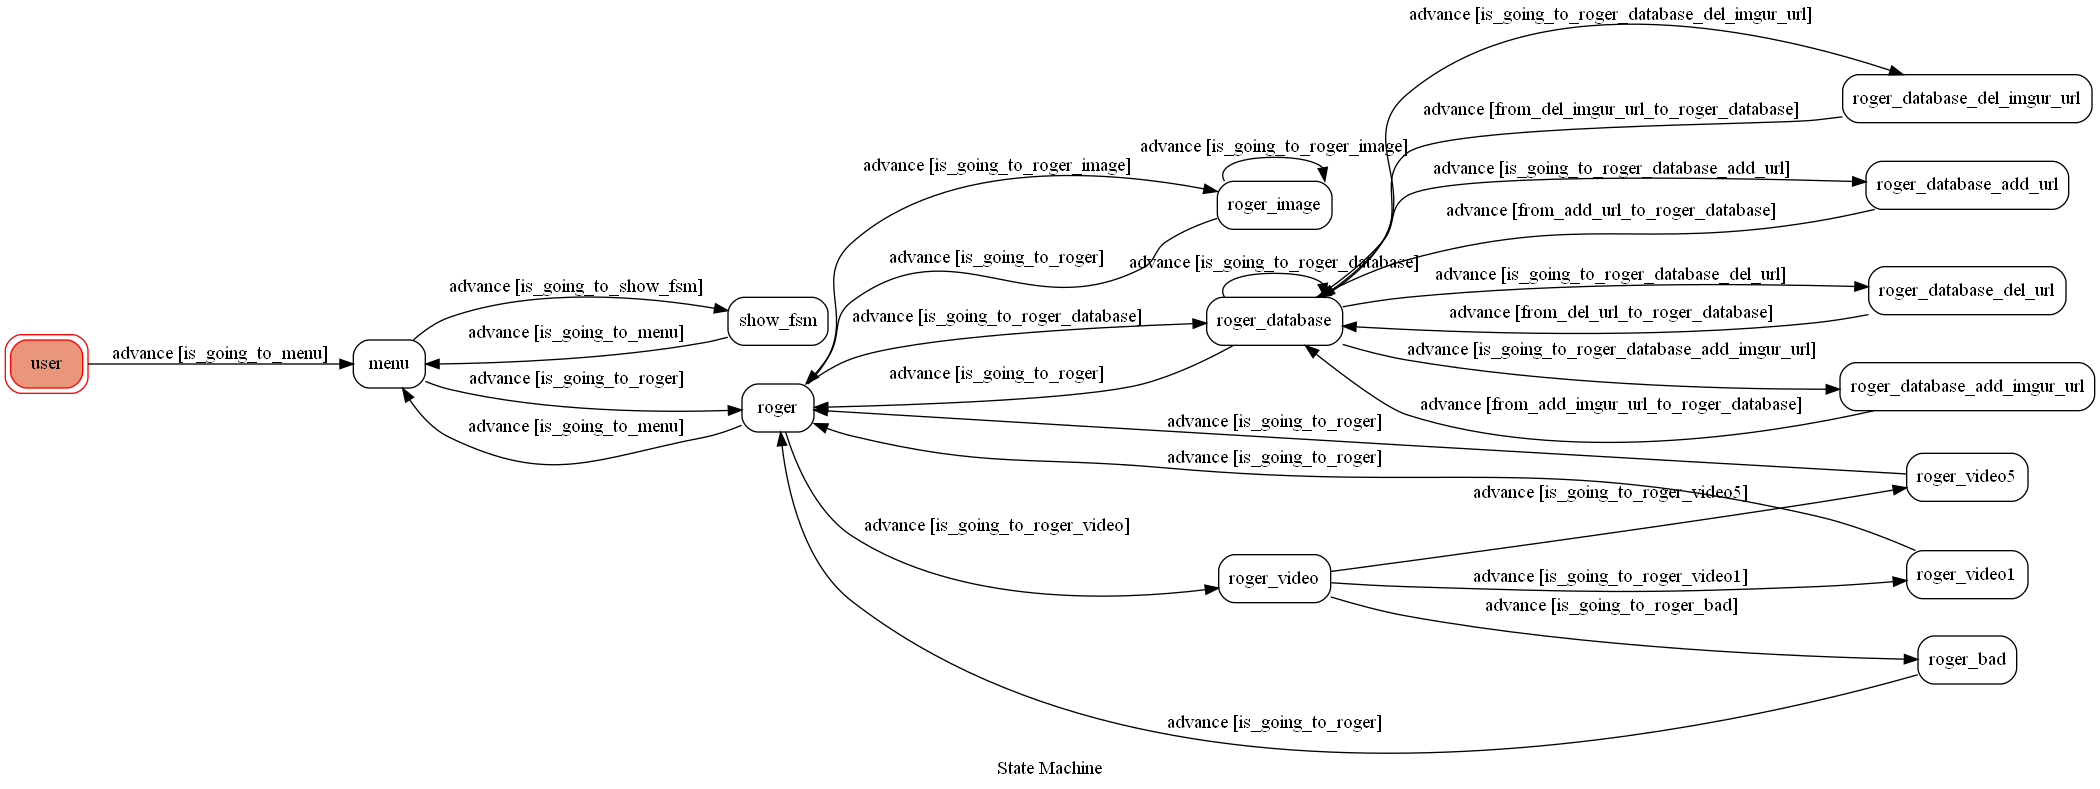 advance [is_going_to_roger_database_del_imgur_url]
roger_database_del_imgur_url
advance [from_del_imgur_url_to_roger_database]
advance [is_going_to_roger_image]
advance [is_going_to_roger_image]
advance [is_going_to_roger_database_add_url]
roger_database_add_url
roger_image
advance [from_add_url_to_roger_database]
advance [is_going_to_roger]
advance [is_going_to_roger_database]
advance [is_going_to_roger_database_del_url]
roger_database_del_url
advance [is_going_to_show_fsm]
show_fsm
advance [is_going_to_roger_database]
roger_database
advance [from_del_url_to_roger_database]
advance [is_going_to_menu]
user
advance [is_going_to_menu]
menu
advance [is_going_to_roger_database_add_imgur_url]
advance [is_going_to_roger]
advance [is_going_to_roger]
roger_database_add_imgur_url
roger
advance [from_add_imgur_url_to_roger_database]
advance [is_going_to_menu]
advance [is_going_to_roger]
advance [is_going_to_roger]
roger_video5
advance [is_going_to_roger_video5]
advance [is_going_to_roger_video]
roger_video
advance [is_going_to_roger_video1]
roger_video1
advance [is_going_to_roger_bad]
roger_bad
advance [is_going_to_roger]
State Machine